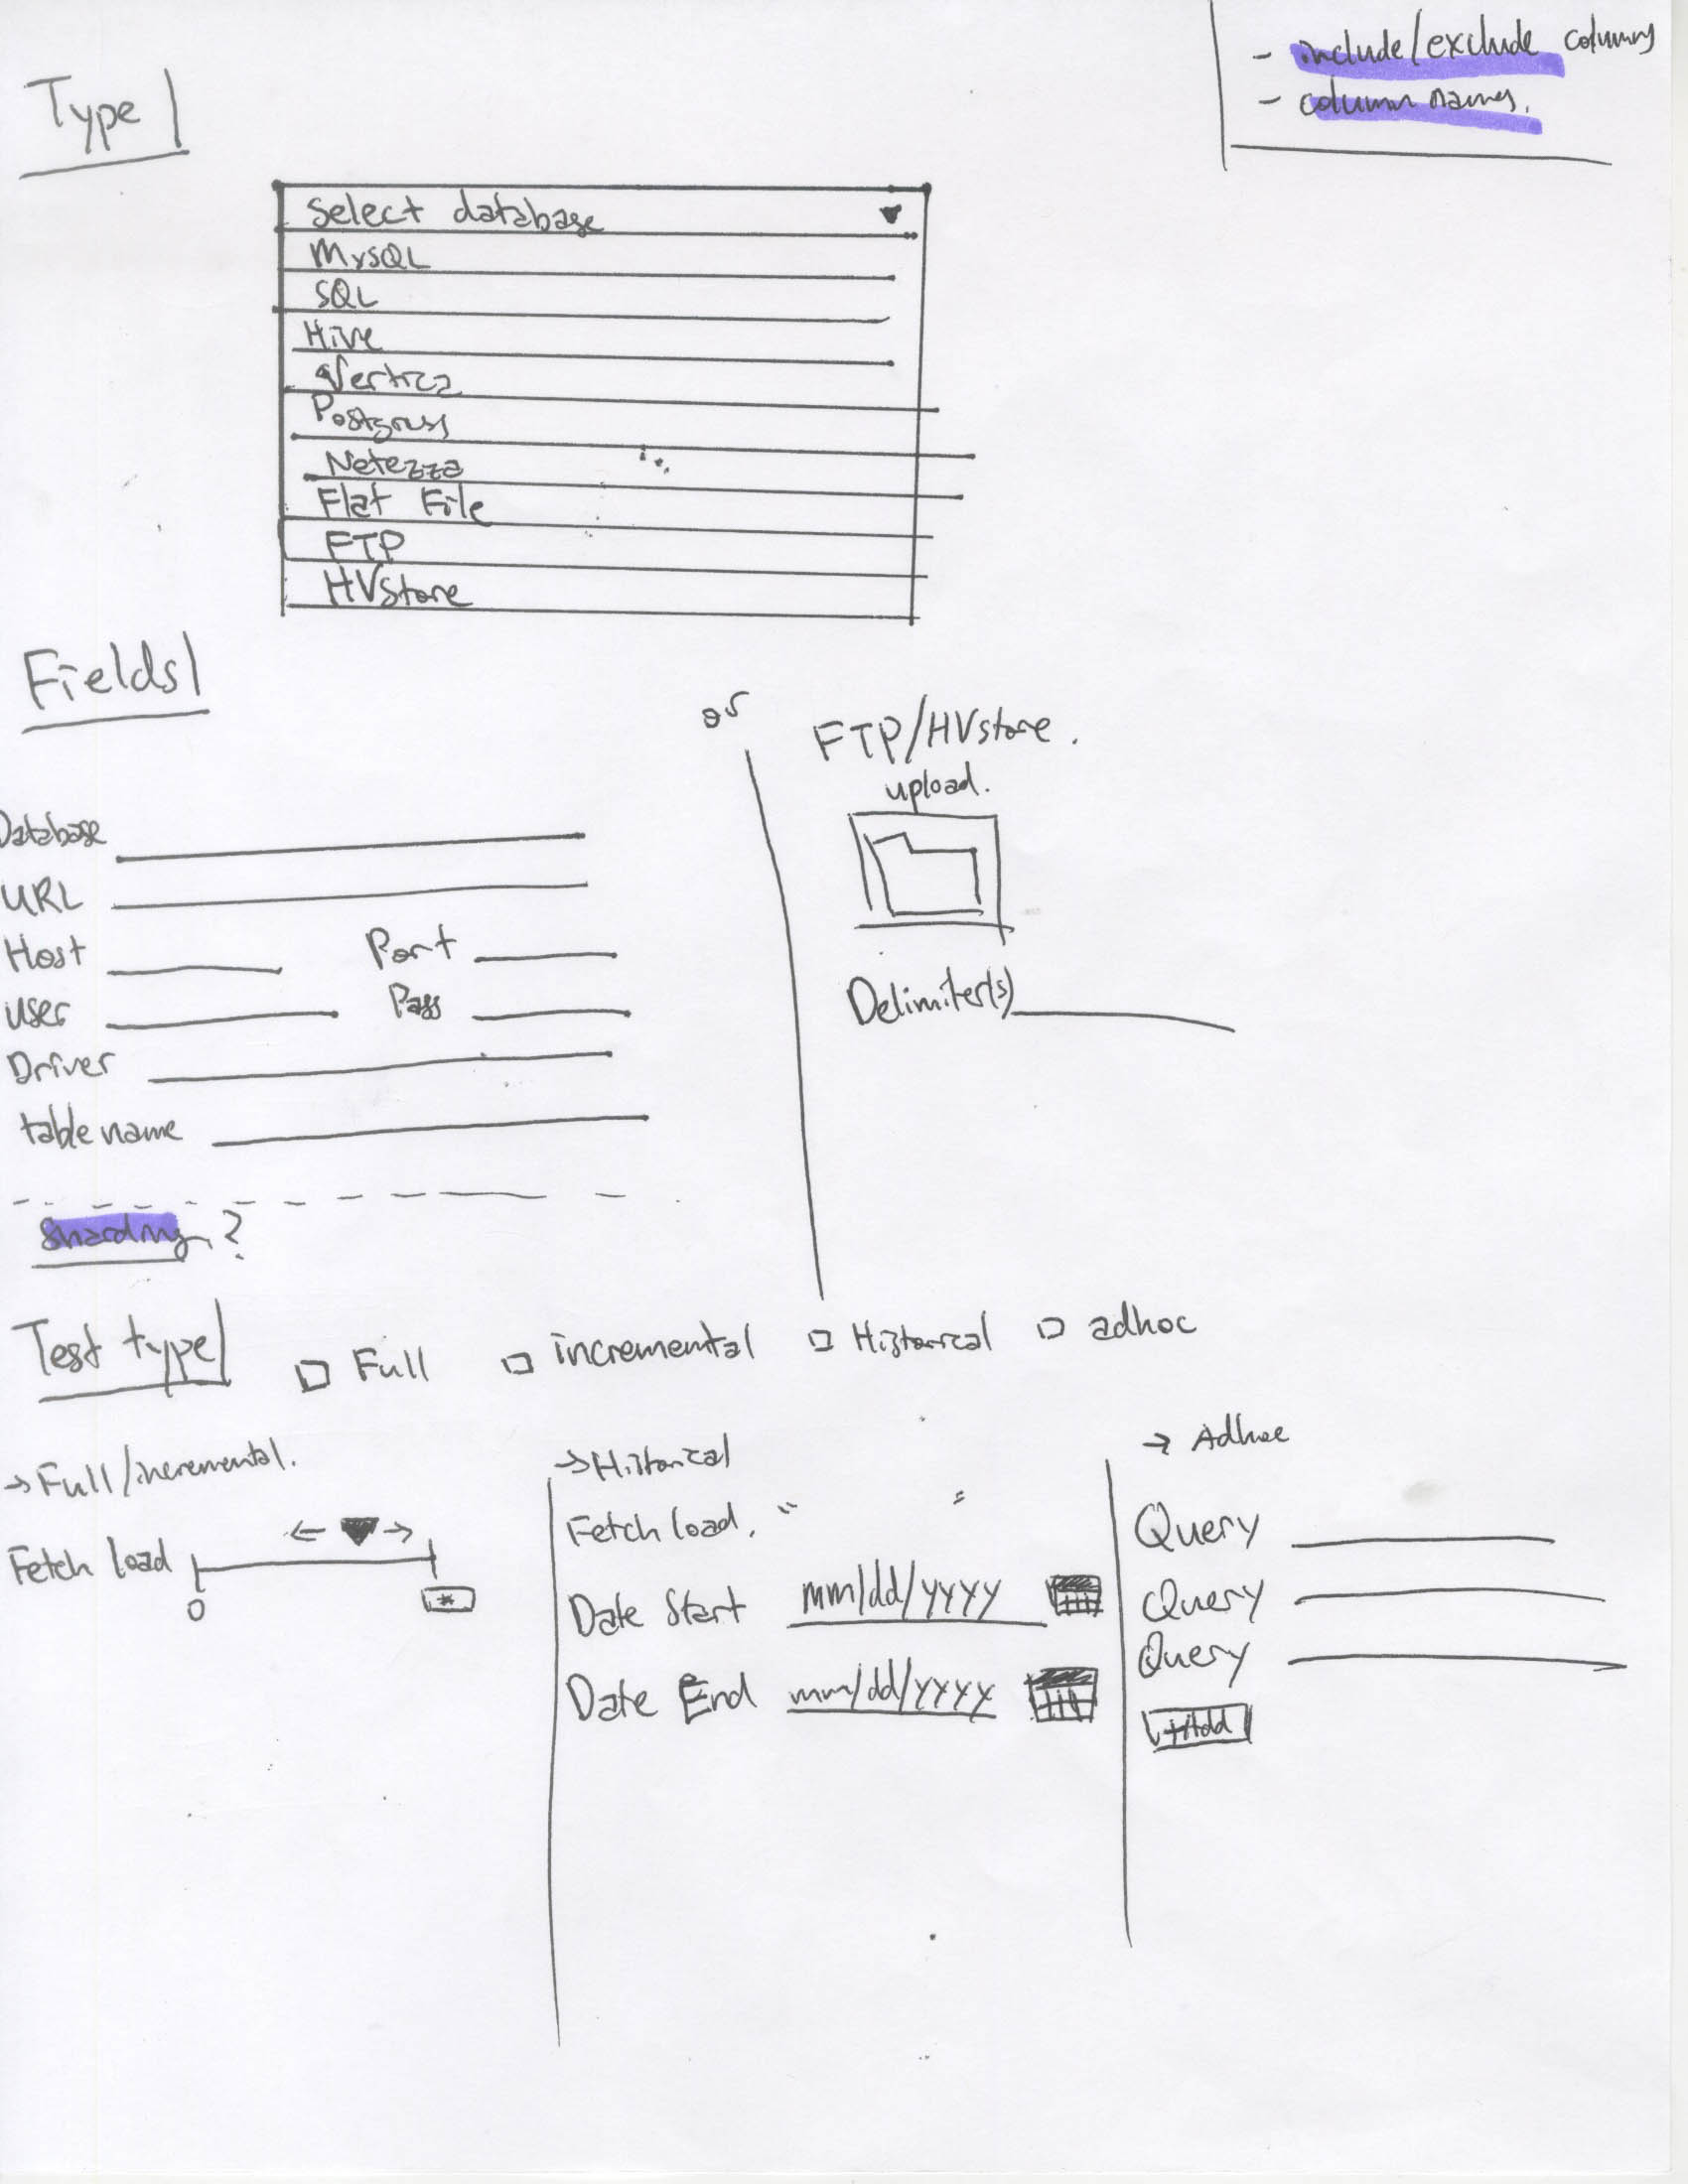 - include/exclude columns
- column names.
Type
Select database
MySQL
SQL
Hive
Vertica
Postgress
Netezza
Flat File
FTP
HVstore
Fields
or
FTP/HVstore.
upload.
Database
URL
Host Port
user Pass
Driver
table name
Delimiter(s)
Sharding?
Test type Full incremental Historical adhoc
→ Full/incremental.
Fetch load
0 *
→ Historical
Fetch load. " "
Date Start mm/dd/yyyy
Date End mm/dd/yyyy
→ Adhoc
Query
Query
Query
+Add